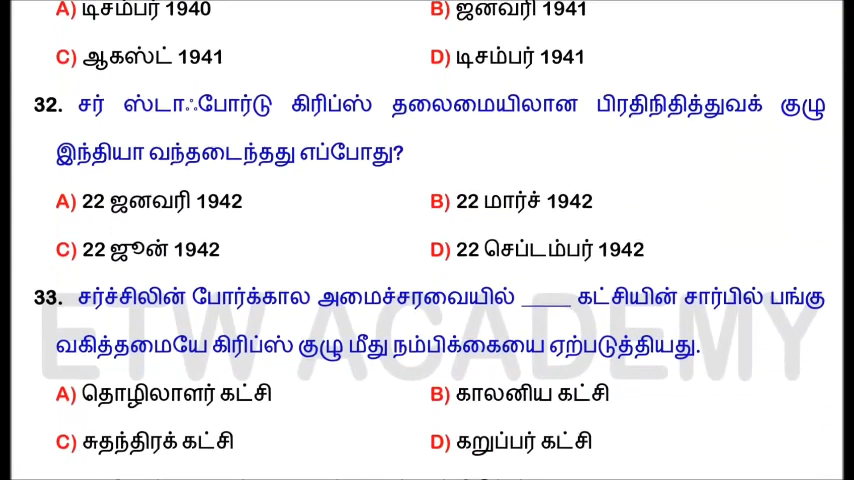 A) டிசம்பர் 1940 B) ஜனவரி 1941
C) ஆகஸ்ட் 1941 D) டிசம்பர் 1941
32. சர் ஸ்டாஃபோர்டு கிரிப்ஸ் தலைமையிலான பிரதிநிதித்துவக் குழு
இந்தியா வந்தடைந்தது எப்போது?
A) 22 ஜனவரி 1942 B) 22 மார்ச் 1942
C) 22 ஜூன் 1942 D) 22 செப்டம்பர் 1942
33. சர்ச்சிலின் போர்க்கால அமைச்சரவையில் ____ கட்சியின் சார்பில் பங்கு
வகித்தமையே கிரிப்ஸ் குழு மீது நம்பிக்கையை ஏற்படுத்தியது.
ETW ACADEMY
A) தொழிலாளர் கட்சி B) காலனிய கட்சி
C) சுதந்திரக் கட்சி D) கறுப்பர் கட்சி